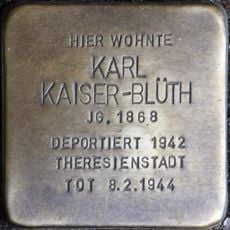 HIER WOHNTE
KARL
KAISER-BLÜTH
JG. 1868
DEPORTIERT 1942
THERESIENSTADT
TOT 8.2.1944